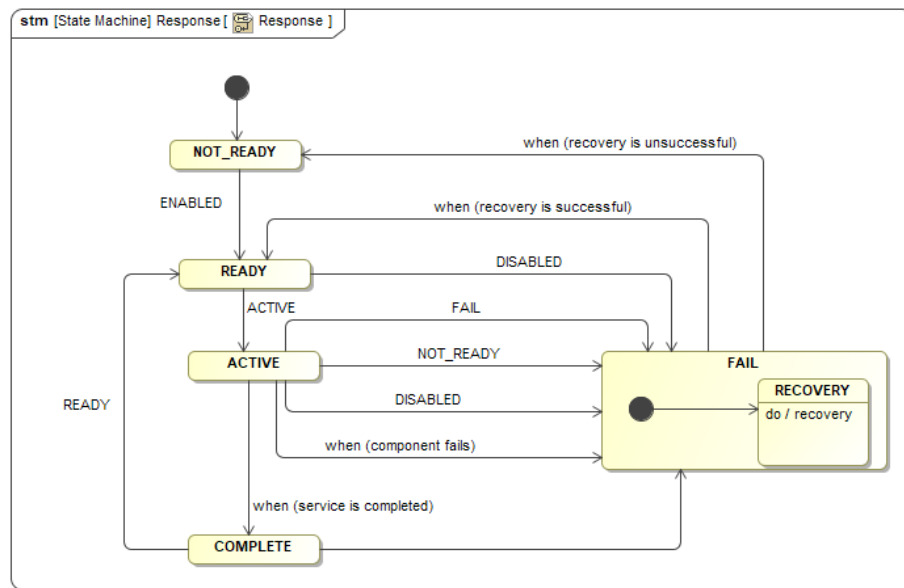 stm [State Machine] Response [ Response ]
NOT_READY
when (recovery is unsuccessful)
ENABLED
when (recovery is successful)
READY
DISABLED
ACTIVE
FAIL
ACTIVE
NOT_READY
FAIL
RECOVERY
READY
DISABLED
do / recovery
when (component fails)
when (service is completed)
COMPLETE